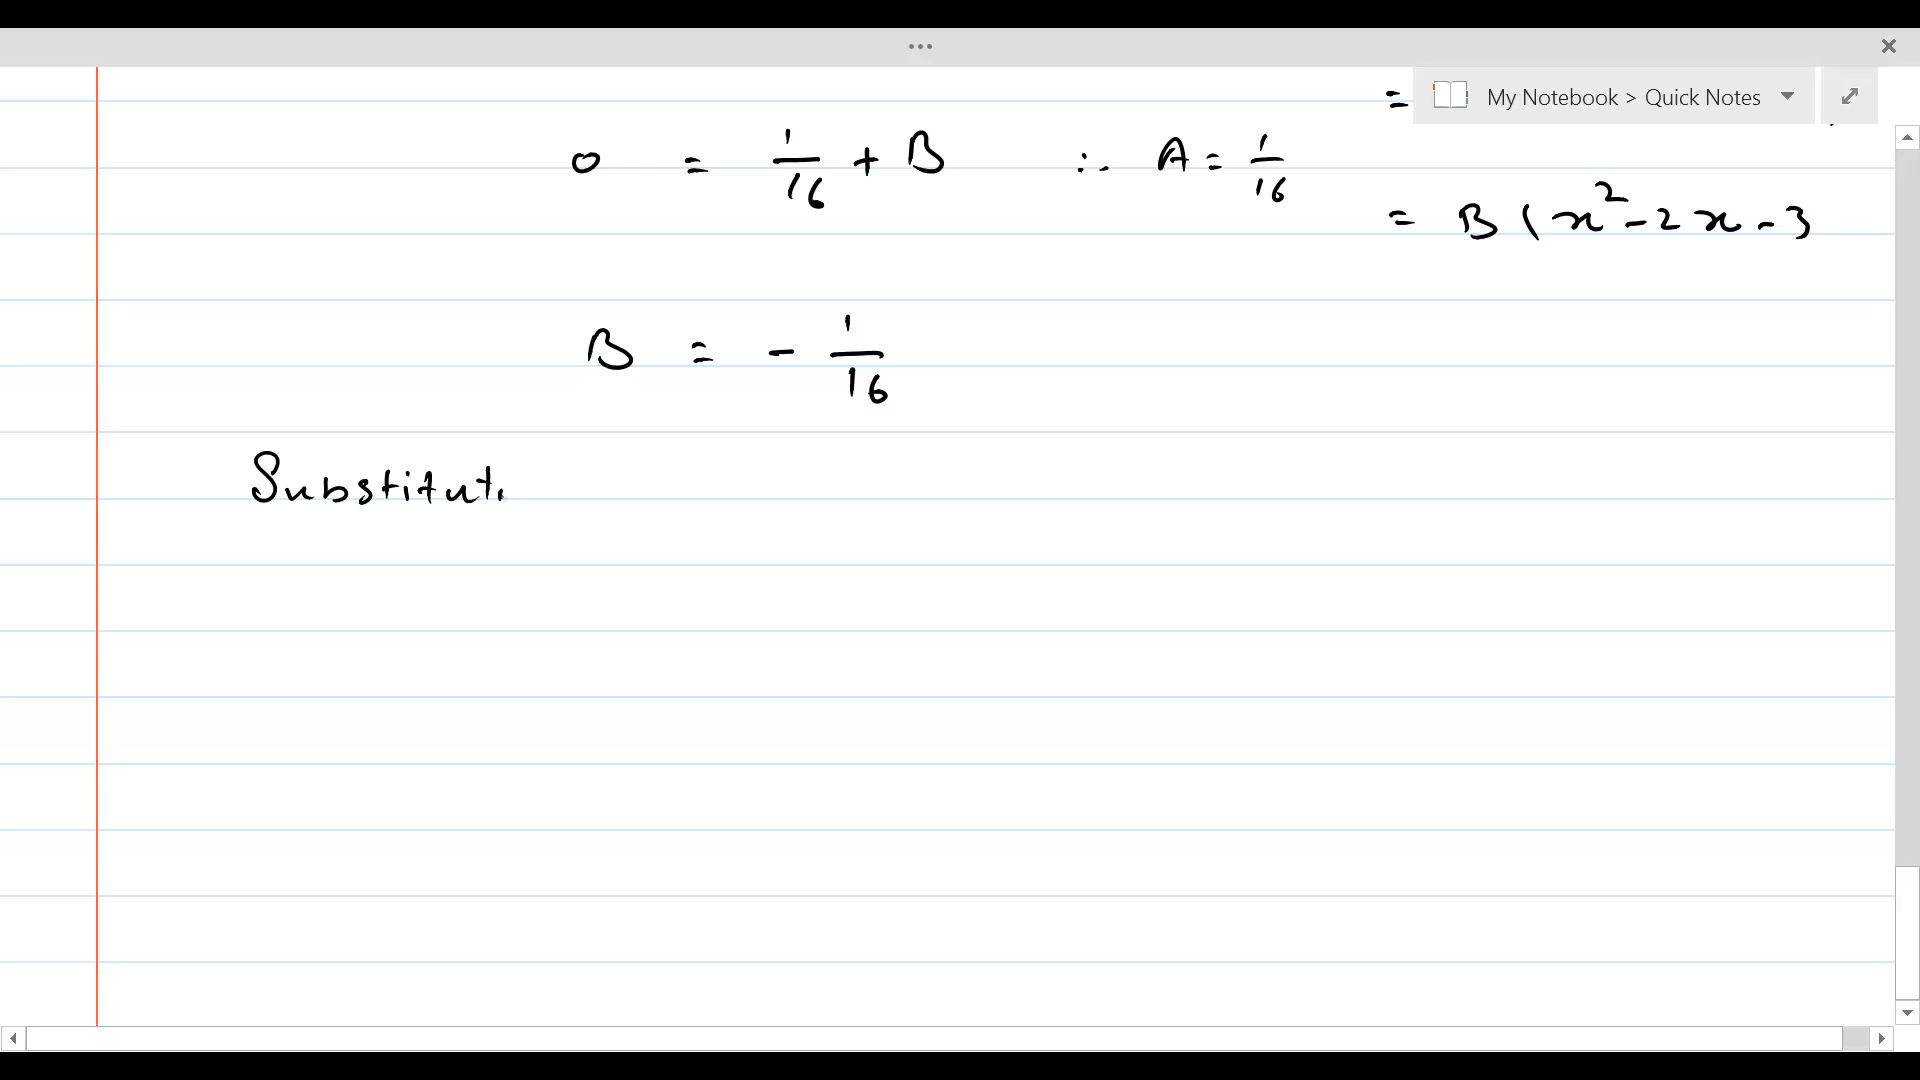 ...
= My Notebook > Quick Notes
0 = 1/16 + B ∴ A = 1/16
= B ( x² - 2x - 3
B = - 1/16
Substitut